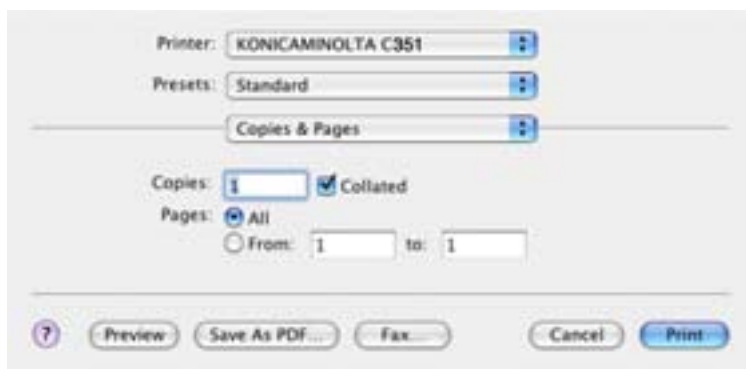 Printer: KONICAMINOLTA C351
Presets: Standard
Copies & Pages
Copies: 1 Collated
Pages: All
From: 1 to: 1
? Preview Save As PDF... Fax... Cancel Print